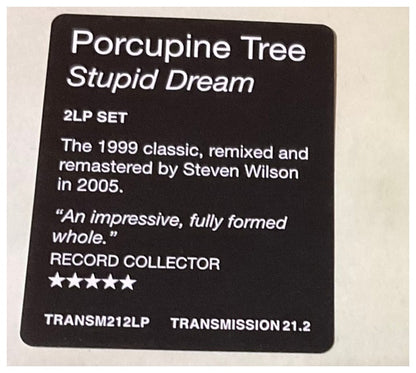 Porcupine Tree
Stupid Dream
2LP SET
The 1999 classic, remixed and
remastered by Steven Wilson
in 2005.
“An impressive, fully formed
whole.”
RECORD COLLECTOR
★★★★★
TRANSM212LP TRANSMISSION 21.2